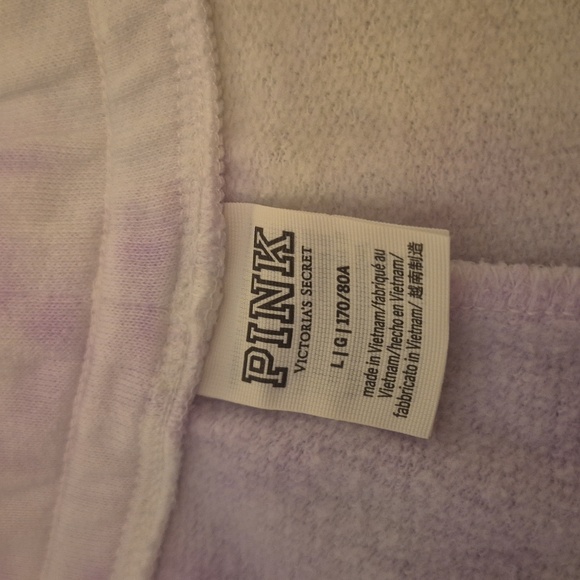 PINK
VICTORIA'S SECRET
L | G | 170/80A
made in Vietnam/fabriqué au
Vietnam/hecho en Vietnam/
fabbricato in Vietnam/ 越南制造